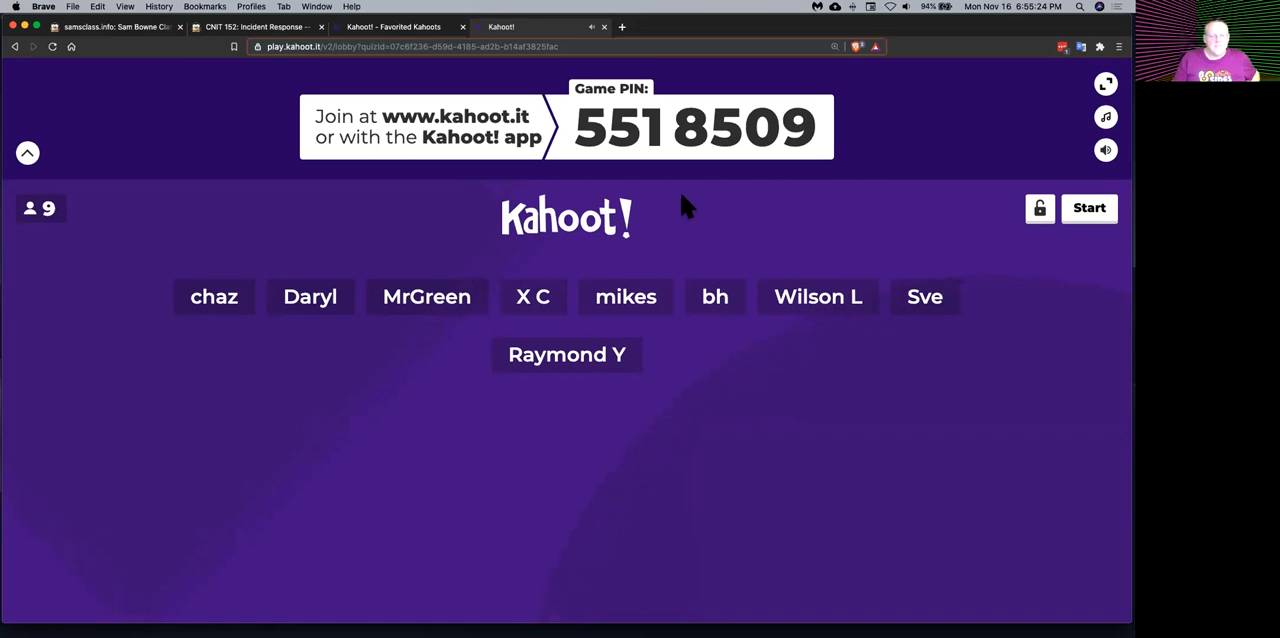 Brave File Edit View History Bookmarks Profiles Tab Window Help 94% Mon Nov 16 6:55:24 PM
samsclass.info: Sam Bowne Cla CNIT 152: Incident Response -- Kahoot! - Favorited Kahoots Kahoot!
play.kahoot.it/v2/lobby?quizId=07c6f236-d59d-4185-ad2b-b14af3825fac
Game PIN:
Join at www.kahoot.it
or with the Kahoot! app
551 8509
9
Kahoot!
Start
chaz Daryl MrGreen X C mikes bh Wilson L Sve
Raymond Y